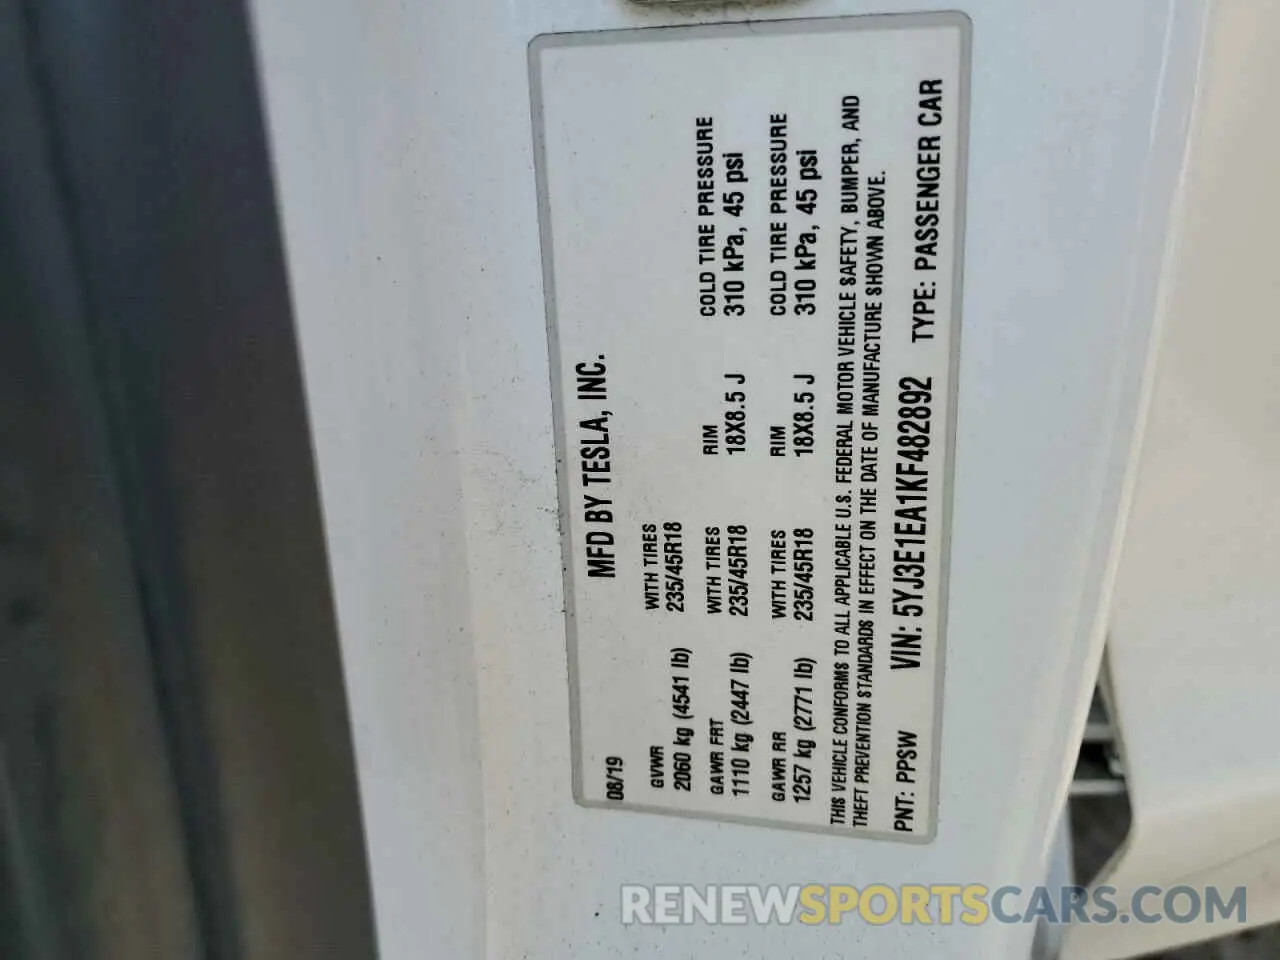 MFD BY TESLA, INC.
08/19
GVWR WITH TIRES
2060 kg (4541 lb) 235/45R18
GAWR FRT WITH TIRES RIM COLD TIRE PRESSURE
1110 kg (2447 lb) 235/45R18 18X8.5 J 310 kPa, 45 psi
GAWR RR WITH TIRES RIM COLD TIRE PRESSURE
1257 kg (2771 lb) 235/45R18 18X8.5 J 310 kPa, 45 psi
THIS VEHICLE CONFORMS TO ALL APPLICABLE U.S. FEDERAL MOTOR VEHICLE SAFETY, BUMPER, AND
THEFT PREVENTION STANDARDS IN EFFECT ON THE DATE OF MANUFACTURE SHOWN ABOVE.
PNT: PPSW VIN: 5YJ3E1EA1KF482892 TYPE: PASSENGER CAR
RENEWSPORTSCARS.COM